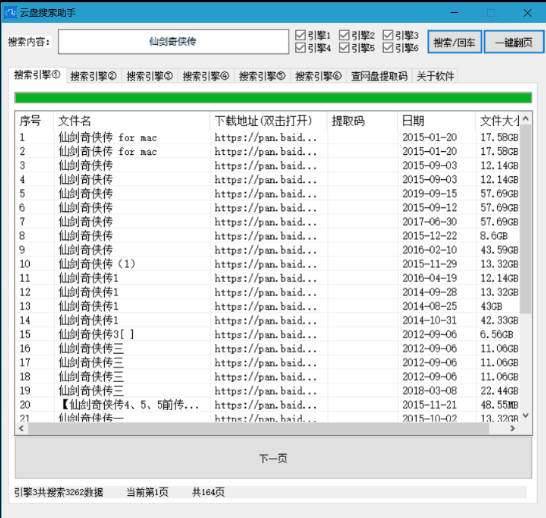 云盘搜索助手
搜索内容: 仙剑奇侠传 引擎1 引擎2 引擎3 搜索/回车 一键翻页
引擎4 引擎5 引擎6
搜索引擎① 搜索引擎② 搜索引擎③ 搜索引擎④ 搜索引擎⑤ 搜索引擎⑥ 查网盘提取码 关于软件
序号 文件名 下载地址(双击打开) 提取码 日期 文件大小
1 仙剑奇侠传 for mac https://pan.baid... 2015-01-20 17.58GB
2 仙剑奇侠传 for mac https://pan.baid... 2015-01-20 17.58GB
3 仙剑奇侠传 https://pan.baid... 2015-09-03 12.14GB
4 仙剑奇侠传 https://pan.baid... 2015-09-03 12.14GB
5 仙剑奇侠传 https://pan.baid... 2019-09-15 57.69GB
6 仙剑奇侠传 https://pan.baid... 2015-09-12 57.69GB
7 仙剑奇侠传 https://pan.baid... 2017-06-30 57.69GB
8 仙剑奇侠传 https://pan.baid... 2015-12-22 8.6GB
9 仙剑奇侠传 https://pan.baid... 2016-02-10 43.59GB
10 仙剑奇侠传（1） https://pan.baid... 2015-11-29 13.32GB
11 仙剑奇侠传1 https://pan.baid... 2016-04-19 12.14GB
12 仙剑奇侠传1 https://pan.baid... 2014-09-28 13.32GB
13 仙剑奇侠传1 https://pan.baid... 2014-08-25 43GB
14 仙剑奇侠传1 https://pan.baid... 2014-10-31 42.33GB
15 仙剑奇侠传3[ ] https://pan.baid... 2012-09-06 6.56GB
16 仙剑奇侠传三 https://pan.baid... 2012-09-06 11.06GB
17 仙剑奇侠传三 https://pan.baid... 2012-09-06 11.06GB
18 仙剑奇侠传三 https://pan.baid... 2012-09-06 11.06GB
19 仙剑奇侠传三 https://pan.baid... 2018-03-08 22.44GB
20 【仙剑奇侠传4、5、5前传... https://pan.baid... 2015-11-21 48.55MB
21 仙剑奇侠传一 https://pan.baid... 2015-10-02 13.32GB
下一页
引擎3共搜索3262数据 当前第1页 共164页